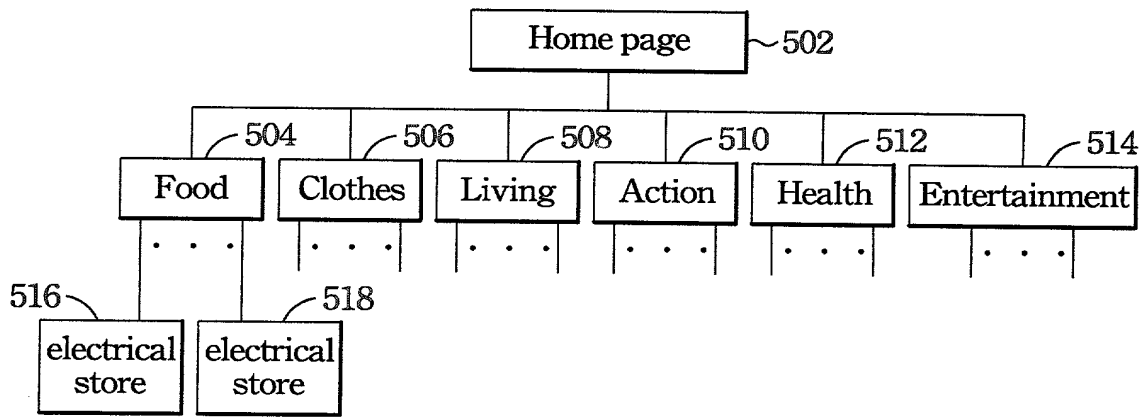 Home page 502
504 506 508 510 512 514
Food Clothes Living Action Health Entertainment
516 518
electrical electrical
store store